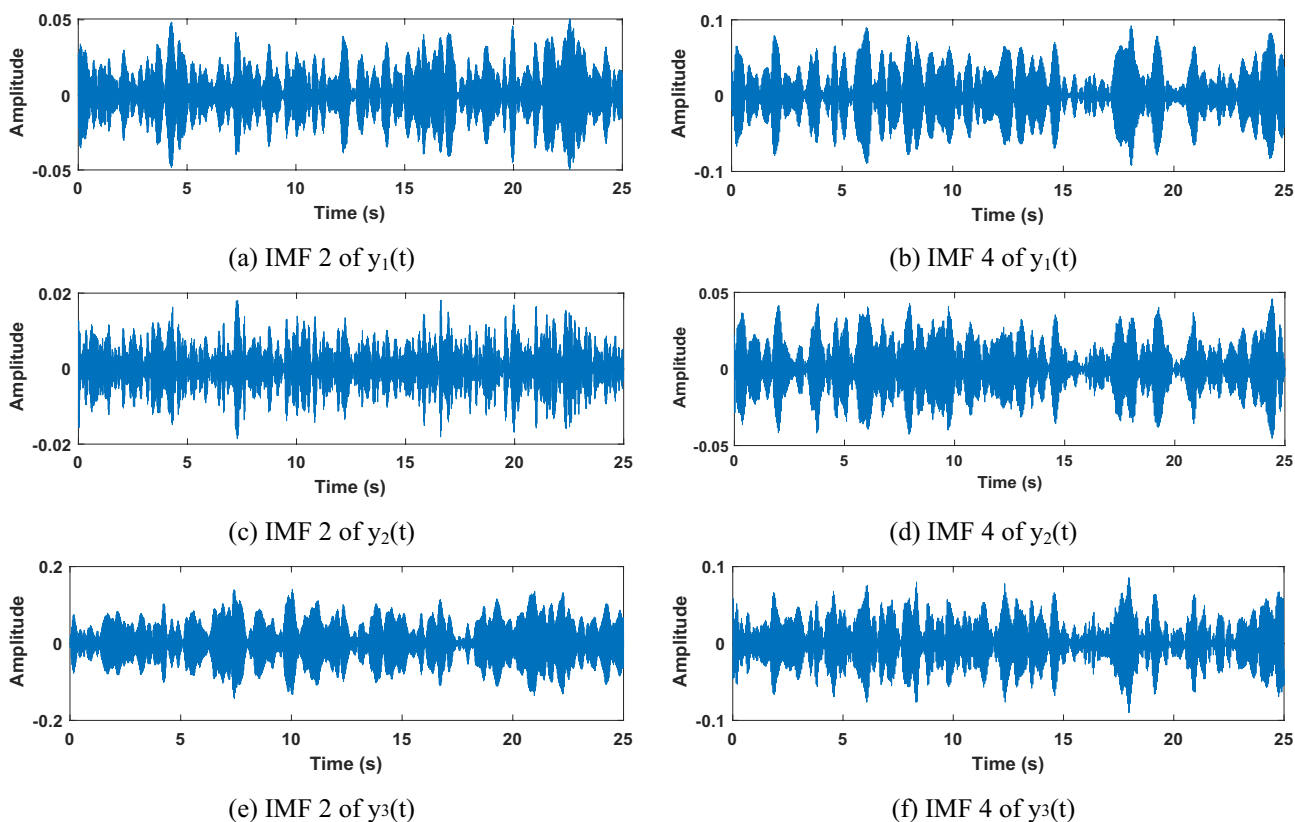 0.05
0
-0.05
Amplitude
0 5 10 15 20 25
Time (s)
(a) IMF 2 of y₁(t)
0.1
0
-0.1
Amplitude
0 5 10 15 20 25
Time (s)
(b) IMF 4 of y₁(t)
0.02
0
-0.02
Amplitude
0 5 10 15 20 25
Time (s)
(c) IMF 2 of y₂(t)
0.05
0
-0.05
Amplitude
0 5 10 15 20 25
Time (s)
(d) IMF 4 of y₂(t)
0.2
0
-0.2
Amplitude
0 5 10 15 20 25
Time (s)
(e) IMF 2 of y₃(t)
0.1
0
-0.1
Amplitude
0 5 10 15 20 25
Time (s)
(f) IMF 4 of y₃(t)